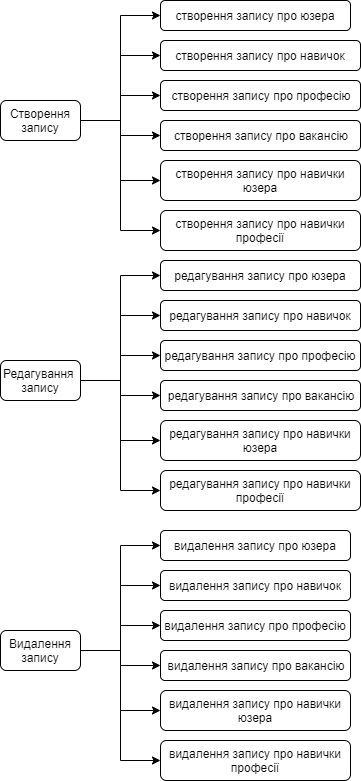 створення запису про юзера
створення запису про навичок
створення запису про професію
Створення
запису
створення запису про вакансію
створення запису про навички
юзера
створення запису про навички
професії
редагування запису про юзера
редагування запису про навичок
редагування запису про професію
Редагування
запису
редагування запису про вакансію
редагування запису про навички
юзера
редагування запису про навички
професії
видалення запису про юзера
видалення запису про навичок
видалення запису про професію
Видалення
запису
видалення запису про вакансію
видалення запису про навички
юзера
видалення запису про навички
професії